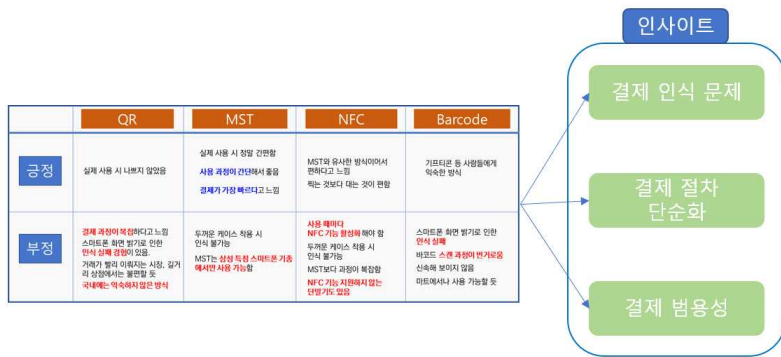 인사이트
QR
MST
NFC
Barcode
긍정
실제 사용 시 나쁘지 않았음
실제 사용 시 정말 간편함
사용 과정이 간단해서 좋음
결제가 가장 빠르다고 느낌
MST와 유사한 방식이어서
편하다고 느낌
찍는 것보다 대는 것이 편함
기프티콘 등 사람들에게
익숙한 방식
부정
결제 과정이 복잡하다고 느낌
스마트폰 화면 밝기로 인한
인식 실패 경험이 있음.
거래가 빨리 이뤄지는 시장, 길거
리 상점에서는 불편할 듯
국내에는 익숙하지 않은 방식
두꺼운 케이스 착용 시
인식 불가능
MST는 삼성 특정 스마트폰 기종
에서만 사용 가능함
사용 때마다
NFC 기능 활성화해야 함
두꺼운 케이스 착용 시
인식 불가능
MST보다 과정이 복잡함
NFC 기능 지원하지 않는
단말기도 있음
스마트폰 화면 밝기로 인한
인식 실패
바코드 스캔 과정이 번거로움
신속해 보이지 않음
마트에서나 사용 가능할 듯
결제 인식 문제
결제 절차
단순화
결제 범용성